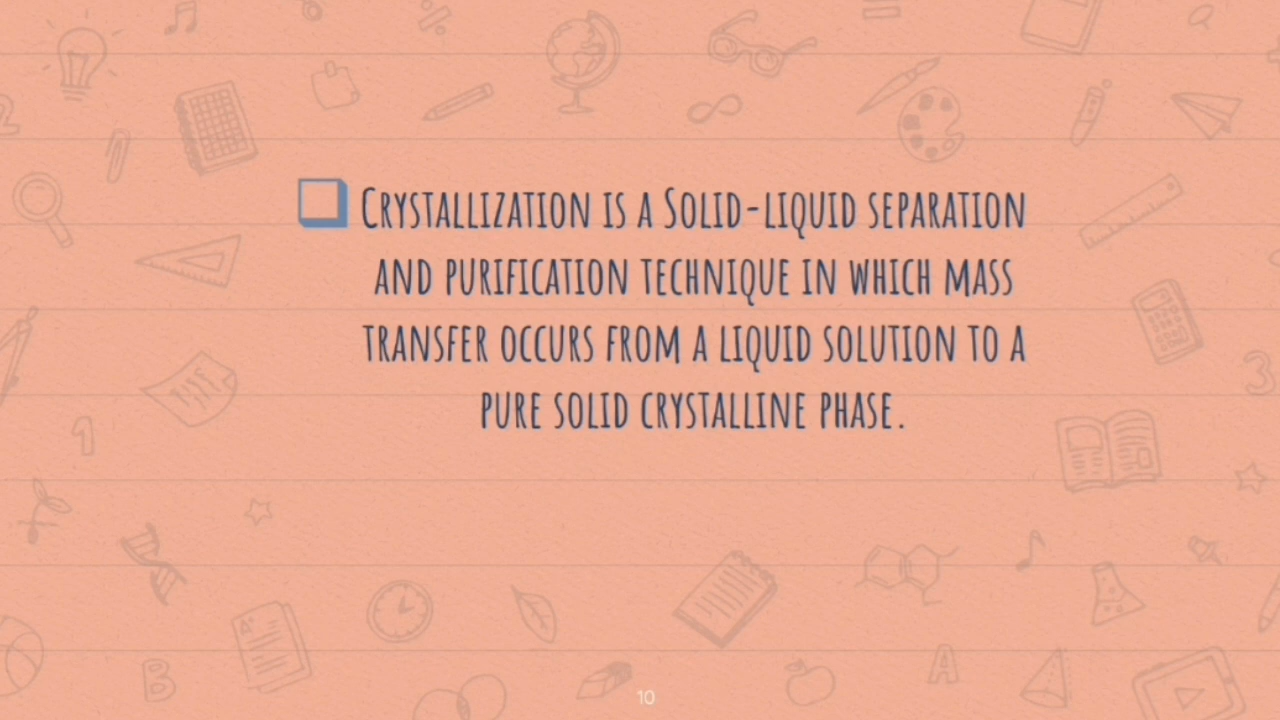 Crystallization is a Solid-liquid separation
and purification technique in which mass
transfer occurs from a liquid solution to a
pure solid crystalline phase.
10